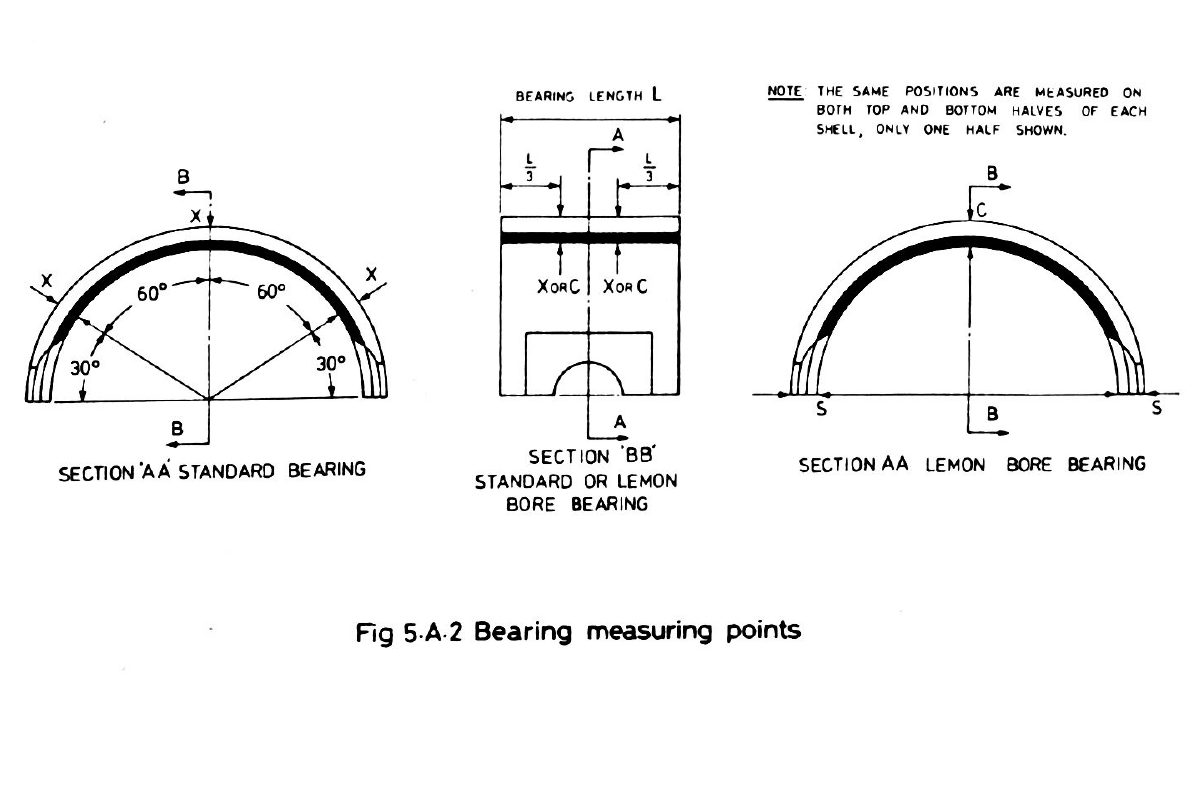 BEARING LENGTH L
NOTE: THE SAME POSITIONS ARE MEASURED ON
BOTH TOP AND BOTTOM HALVES OF EACH
SHELL, ONLY ONE HALF SHOWN.
A
L/3
L/3
B
X
X
X
60°
60°
30°
30°
B
SECTION 'AA' STANDARD BEARING
X OR C
X OR C
A
SECTION 'BB'
STANDARD OR LEMON
BORE BEARING
B
C
S
S
B
SECTION AA LEMON BORE BEARING
Fig 5.A.2 Bearing measuring points